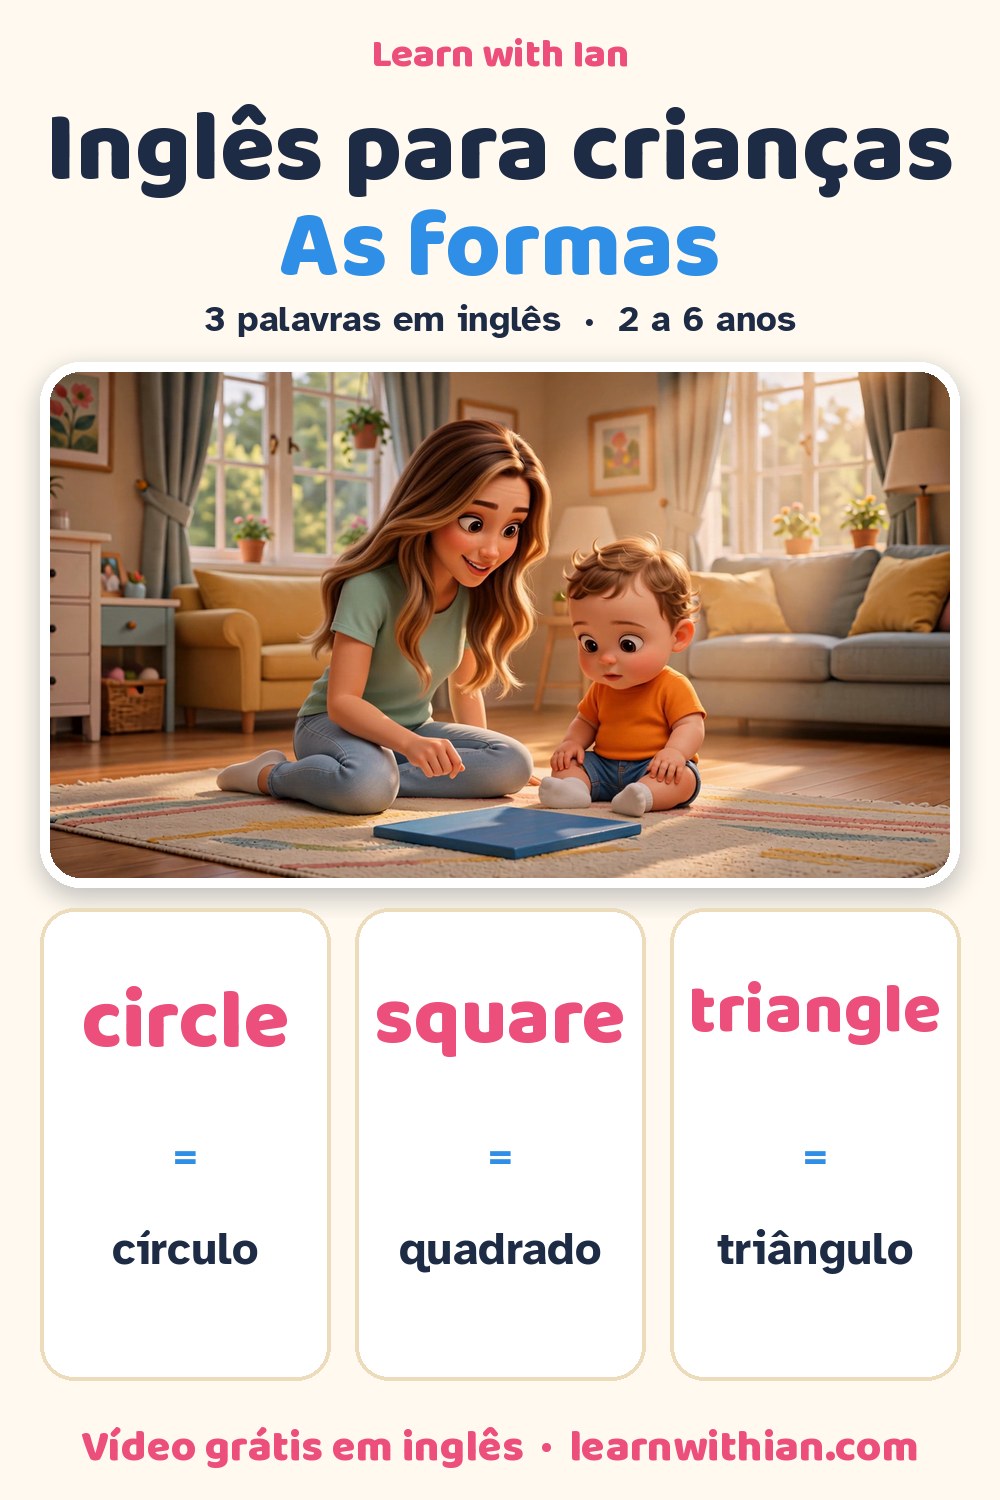 Learn with Ian
Inglês para crianças
As formas
3 palavras em inglês · 2 a 6 anos
circle
=
círculo
square
=
quadrado
triangle
=
triângulo
Vídeo grátis em inglês · learnwithian.com